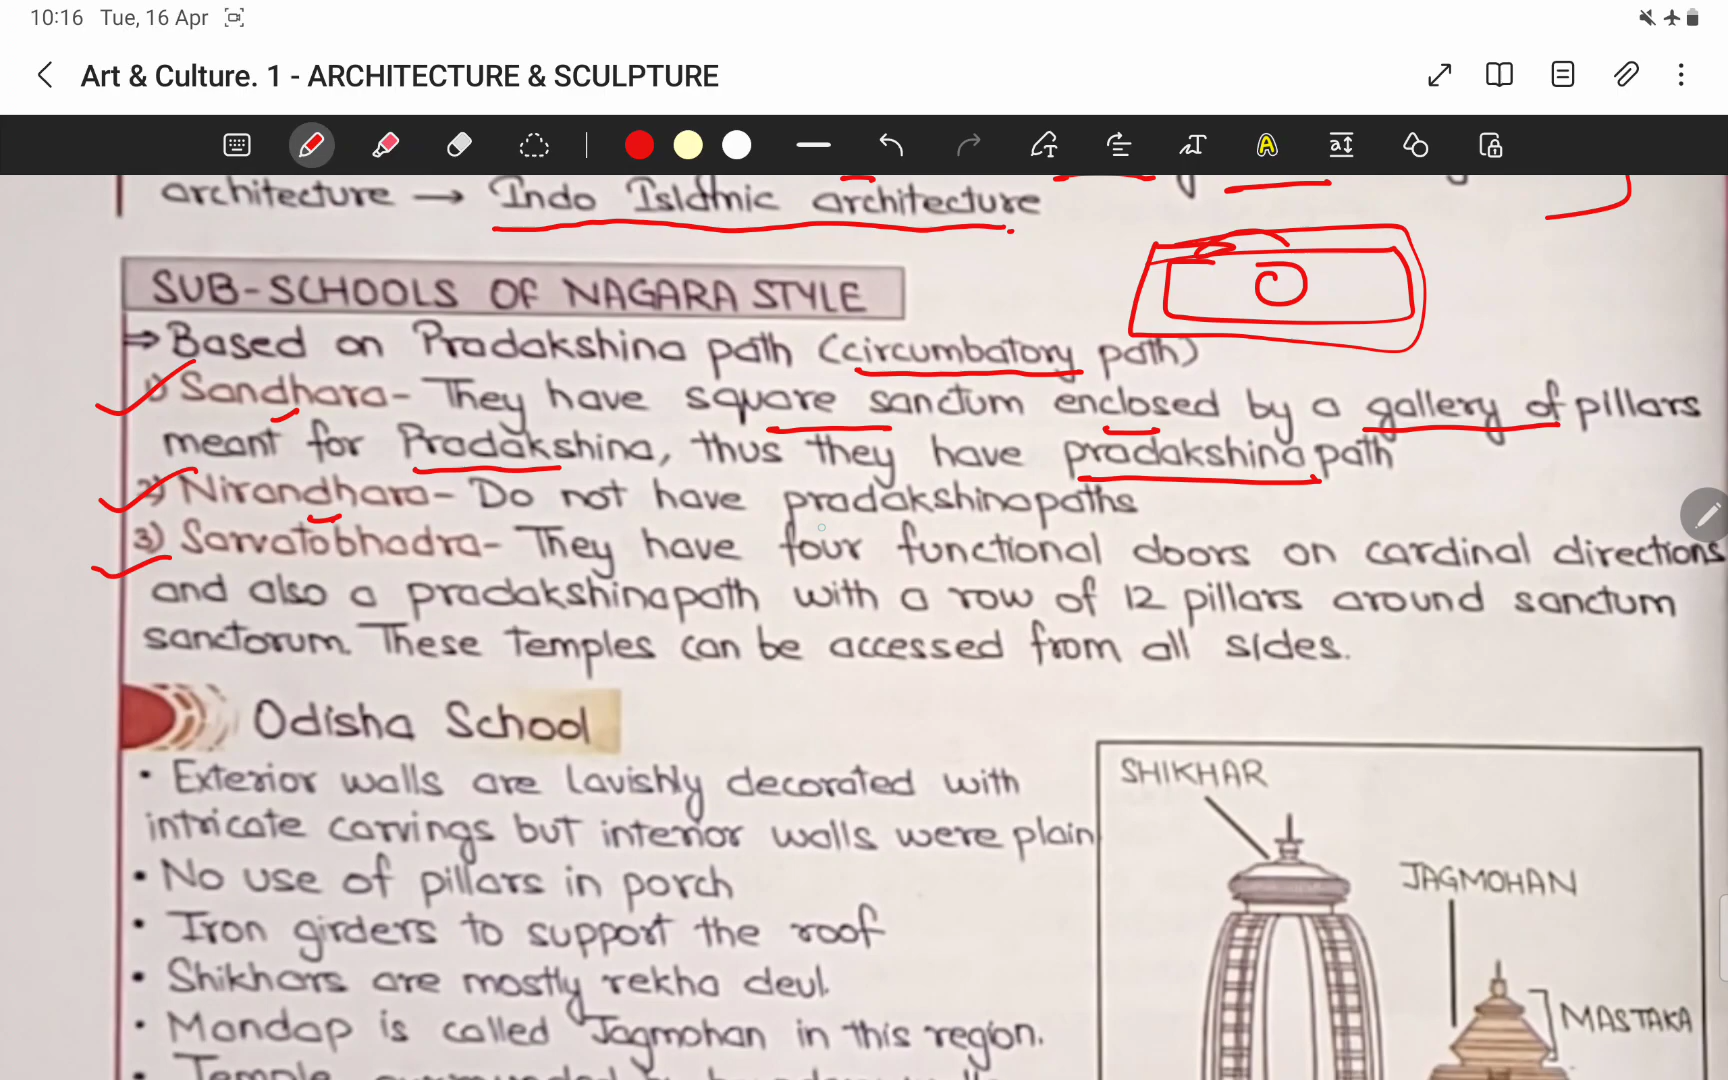 10:16 Tue, 16 Apr
Art & Culture. 1 - ARCHITECTURE & SCULPTURE
architecture → Indo Islamic architecture
SUB-SCHOOLS OF NAGARA STYLE
⇒ Based on Pradakshina path (circumbatory path)
1) Sandhara- They have square sanctum enclosed by a gallery of pillars
meant for Pradakshina, thus they have pradakshina path
2) Nirandhara- Do not have pradakshinapaths
3) Sarvatobhadra- They have four functional doors on cardinal directions
and also a pradakshinapath with a row of 12 pillars around sanctum
sanctorum. These temples can be accessed from all sides.
Odisha School
• Exterior walls are lavishly decorated with
intricate carvings but interior walls were plain
• No use of pillars in porch
• Iron girders to support the roof
• Shikhars are mostly rekha deul.
• Mandap is called Jagmohan in this region.
• Temple
SHIKHAR
JAGMOHAN
MASTAKA